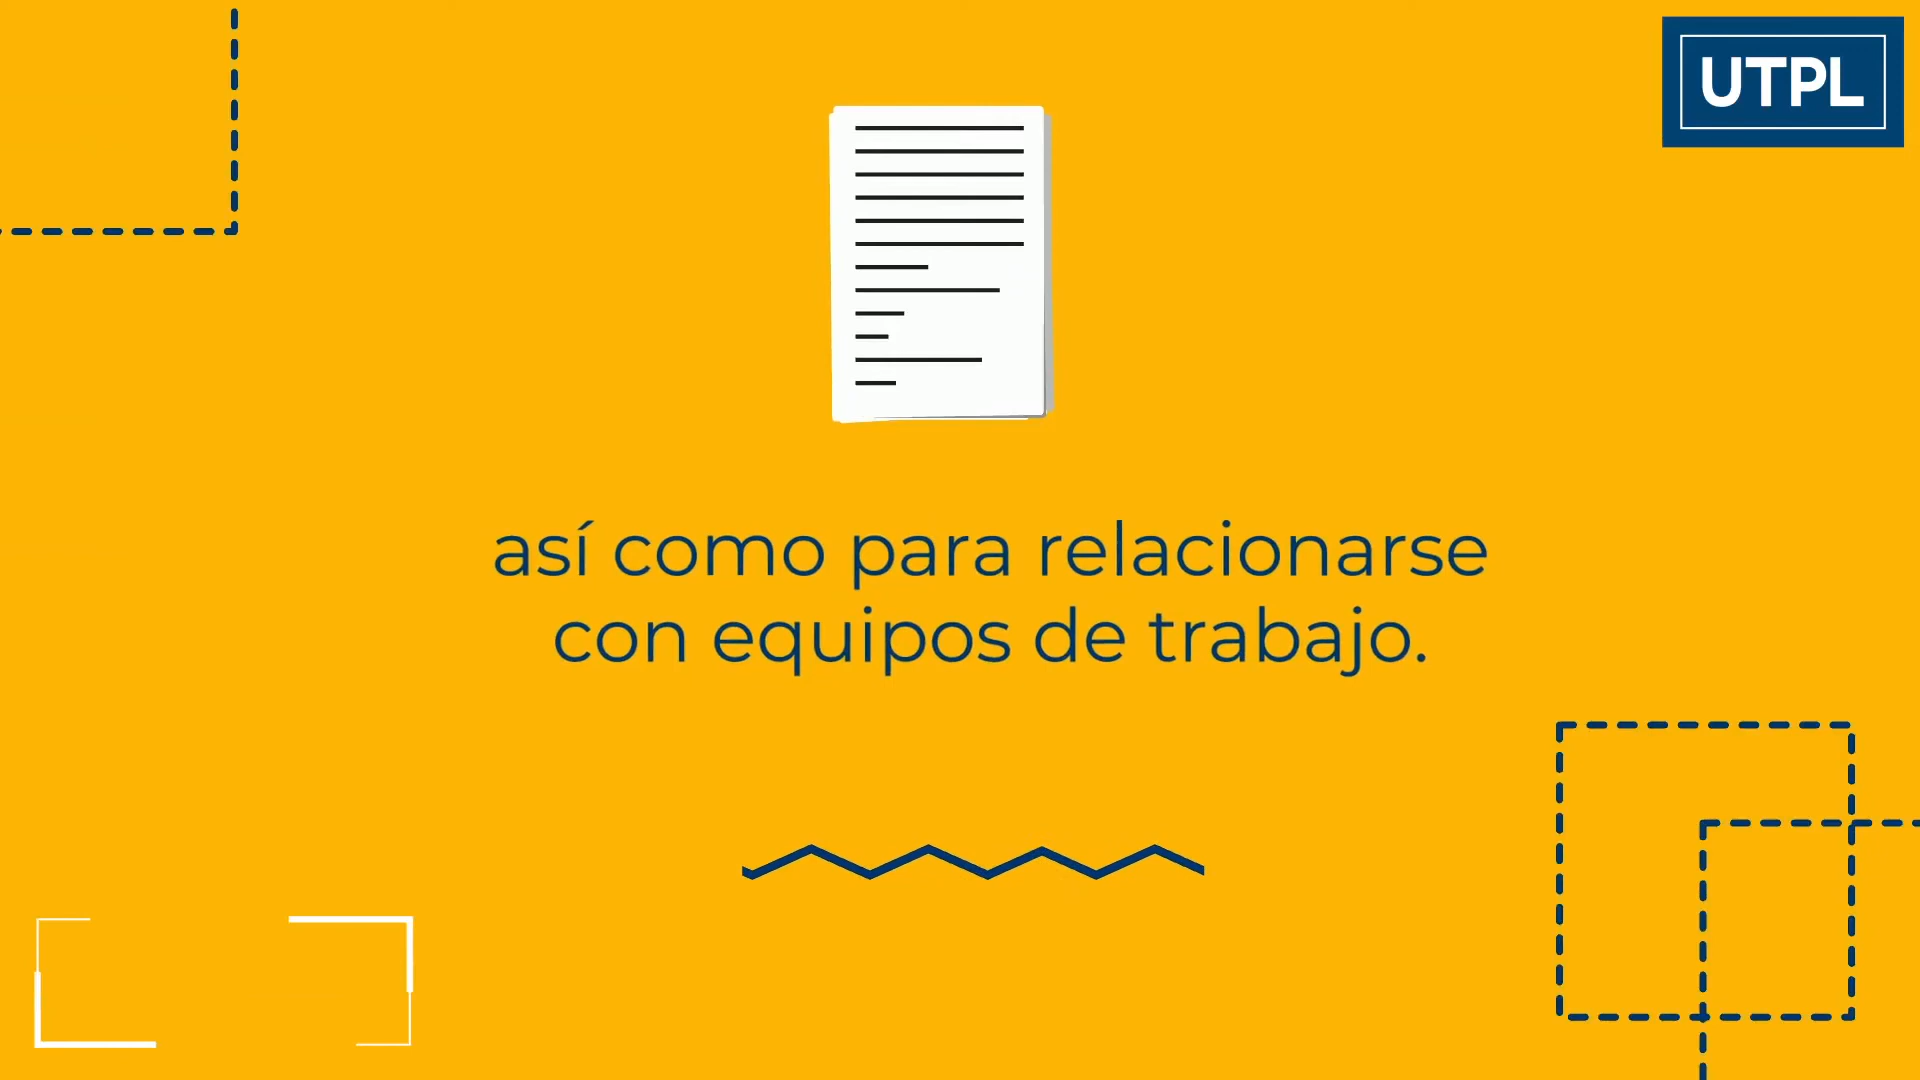 UTPL
así como para relacionarse
con equipos de trabajo.